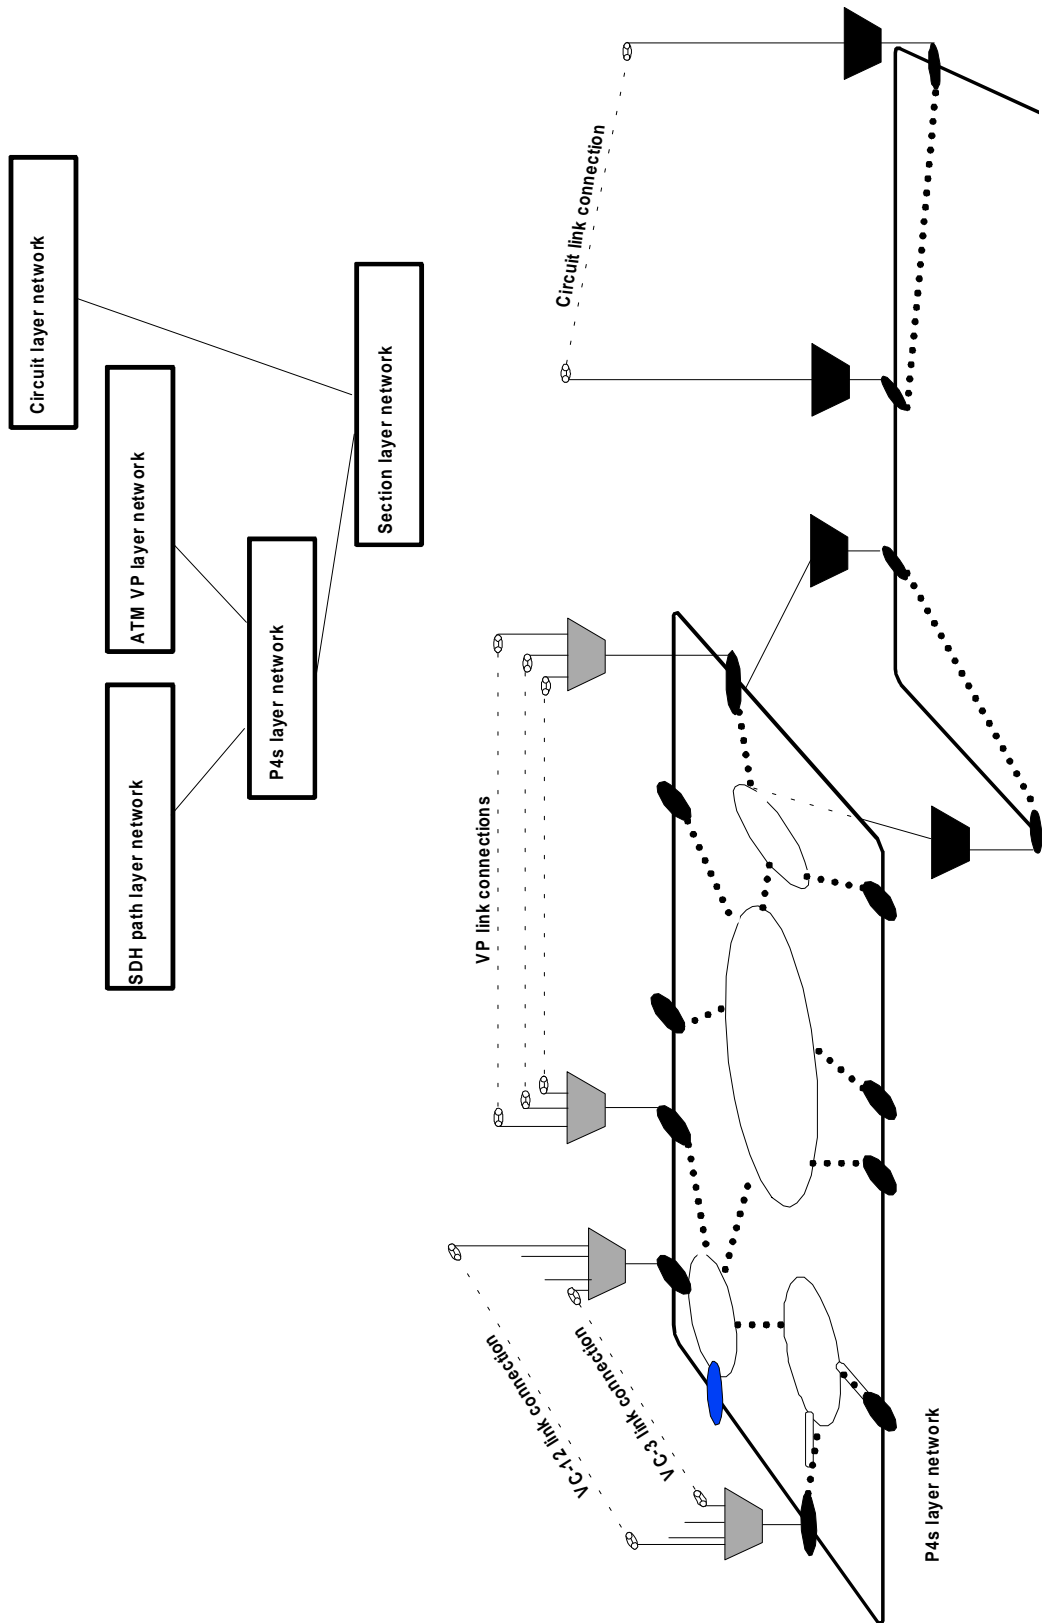 Circuit layer network
ATM VP layer network
SDH path layer network
P4s layer network
Section layer network
Circuit link connection
VP link connections
VC-12 link connection
VC-3 link connection
P4s layer network